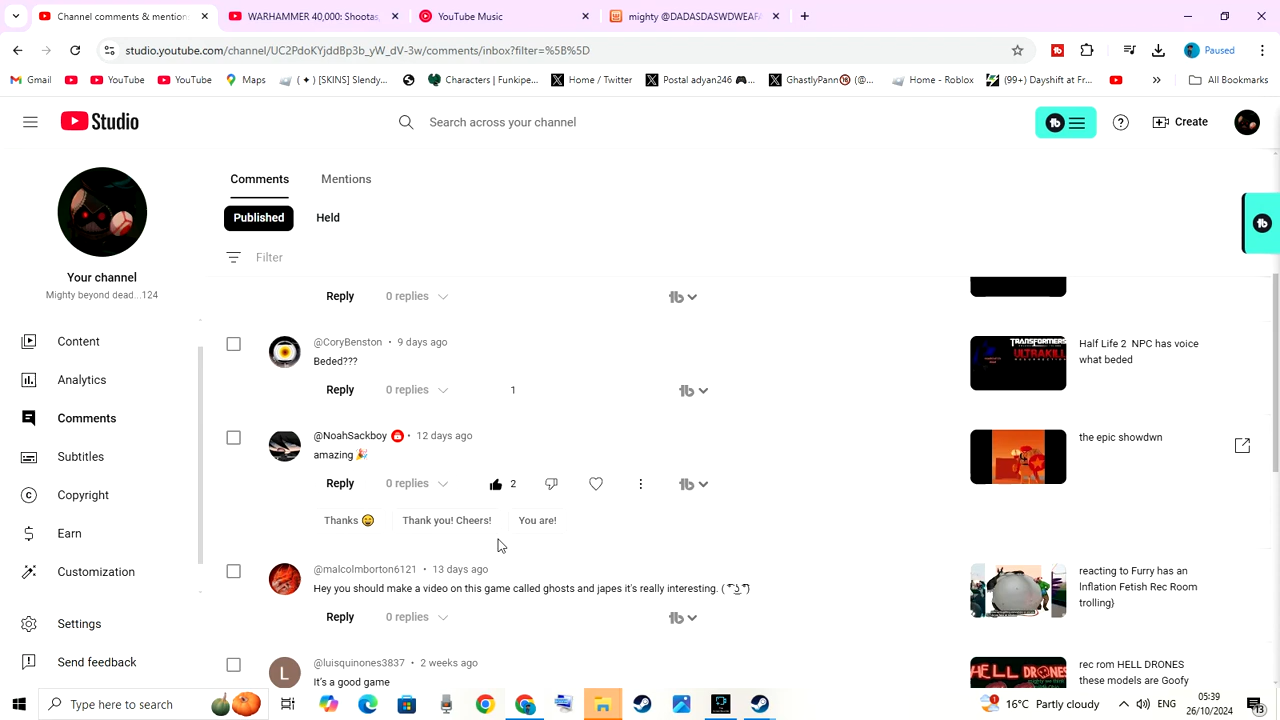 Channel comments & mention
WARHAMMER 40,000: Shootas,
YouTube Music
mighty @DADASDASWDWEAFA
studio.youtube.com/channel/UC2PdoKYjddBp3b_yW_dV-3w/comments/inbox?filter=%5B%5D
Paused
Gmail
YouTube
YouTube
Maps
( ✦ ) [SKINS] Slendy...
Characters | Funkipe...
Home / Twitter
Postal adyan246 🎮...
GhastlyPann🔞 (@...
Home - Roblox
(99+) Dayshift at Fr...
All Bookmarks
Studio
Search across your channel
Create
Comments
Mentions
Published
Held
Filter
Your channel
Mighty beyond dead...124
Content
Analytics
Comments
Subtitles
Copyright
Earn
Customization
Settings
Send feedback
Reply
0 replies
@CoryBenston • 9 days ago
Beded???
Reply
0 replies
1
TRANSFORMERS
ULTRAKILL
Half Life 2 NPC has voice
what beded
@NoahSackboy • 12 days ago
amazing 🎉
Reply
0 replies
2
the epic showdwn
Thanks 😄
Thank you! Cheers!
You are!
@malcolmborton6121 • 13 days ago
Hey you should make a video on this game called ghosts and japes it's really interesting. ( ͡° ͜ʖ ͡°)
Reply
0 replies
reacting to Furry has an
Inflation Fetish Rec Room
trolling}
@luisquinones3837 • 2 weeks ago
It's a good game
L
HELL DRONES
rec rom HELL DRONES
these models are Goofy
Type here to search
16°C Partly cloudy
ENG
05:39
26/10/2024
13